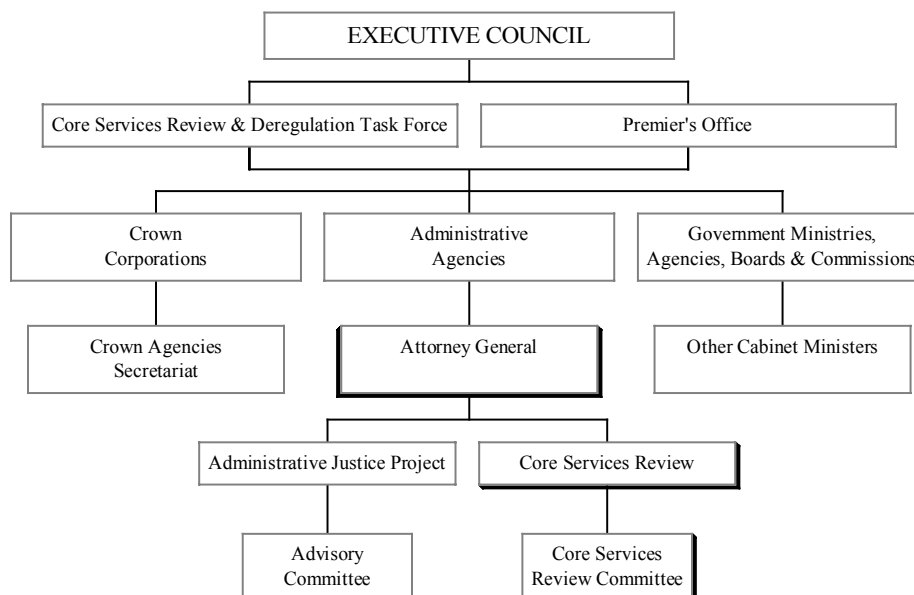 EXECUTIVE COUNCIL
Core Services Review & Deregulation Task Force
Premier's Office
Crown
Corporations
Administrative
Agencies
Government Ministries,
Agencies, Boards & Commissions
Crown Agencies
Secretariat
Attorney General
Other Cabinet Ministers
Administrative Justice Project
Core Services Review
Advisory
Committee
Core Services
Review Committee